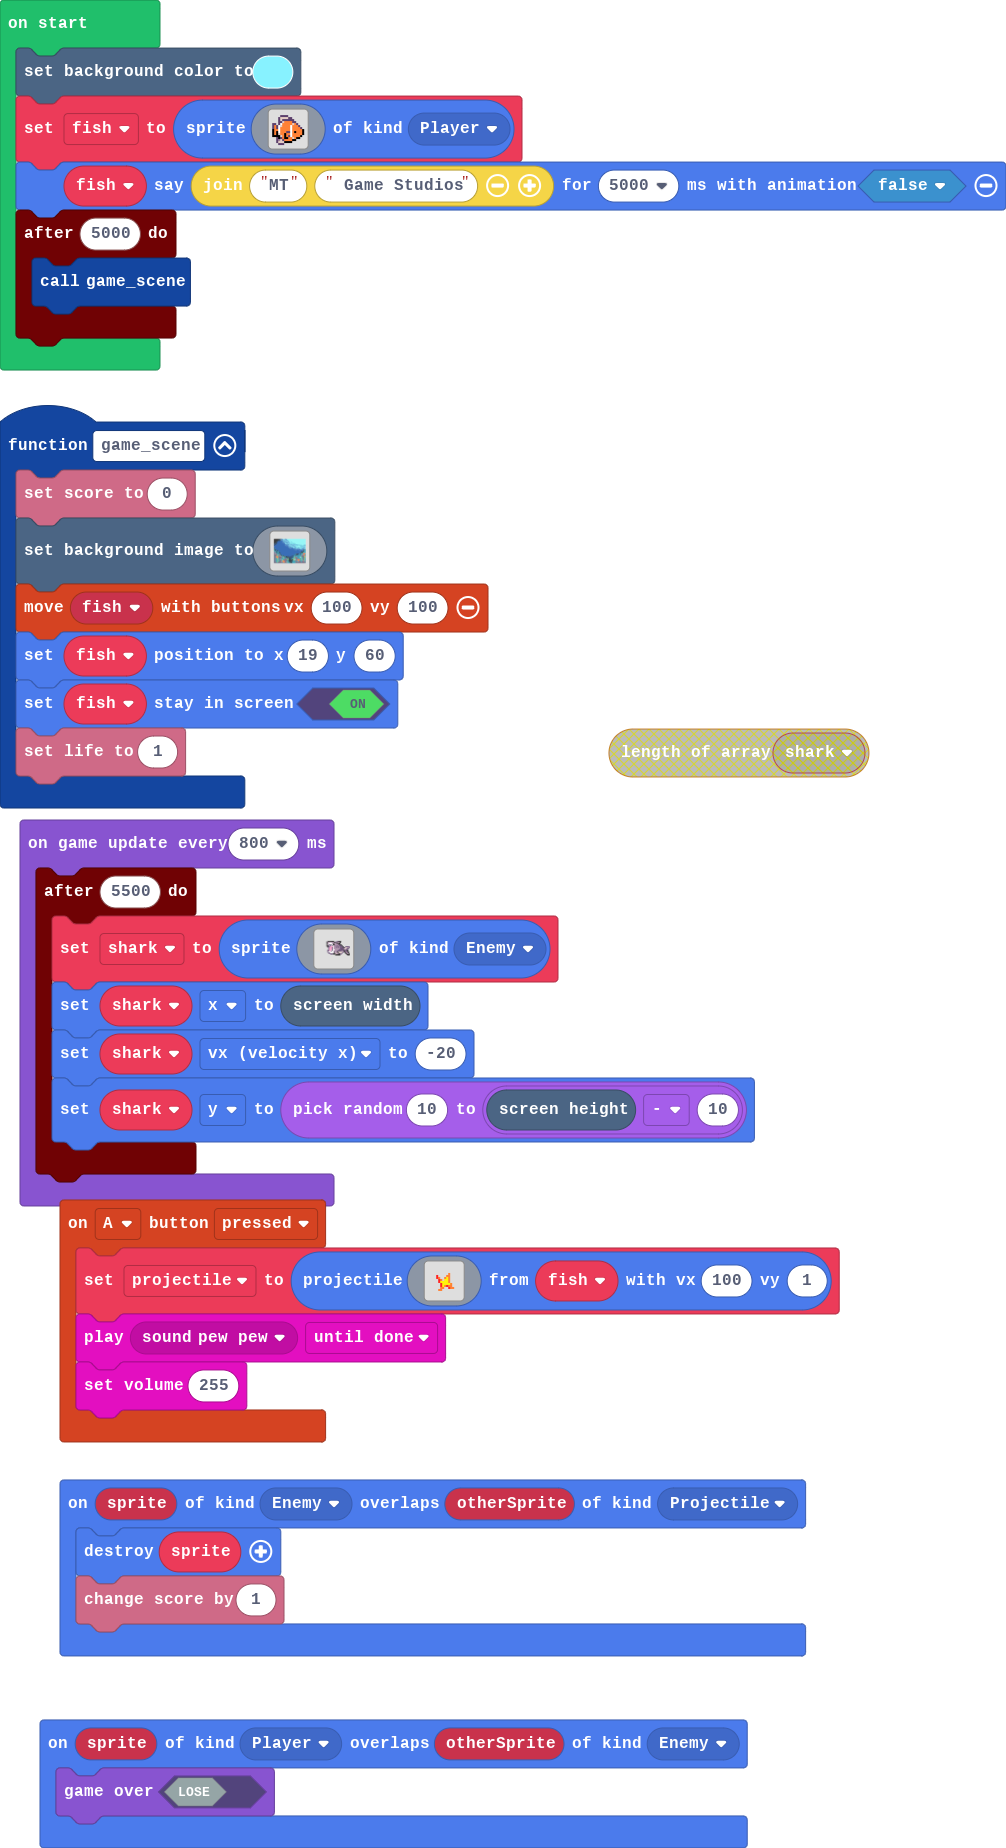 on start
set background color to
set fish to sprite of kind Player
fish say join "MT" " Game Studios" for 5000 ms with animation false
after 5000 do
call game_scene
function game_scene
set score to 0
set background image to
move fish with buttons vx 100 vy 100
set fish position to x 19 y 60
set fish stay in screen ON
set life to 1
length of array shark
on game update every 800 ms
after 5500 do
set shark to sprite of kind Enemy
set shark x to screen width
set shark vx (velocity x) to -20
set shark y to pick random 10 to screen height - 10
on A button pressed
set projectile to projectile from fish with vx 100 vy 1
play sound pew pew until done
set volume 255
on sprite of kind Enemy overlaps otherSprite of kind Projectile
destroy sprite
change score by 1
on sprite of kind Player overlaps otherSprite of kind Enemy
game over LOSE